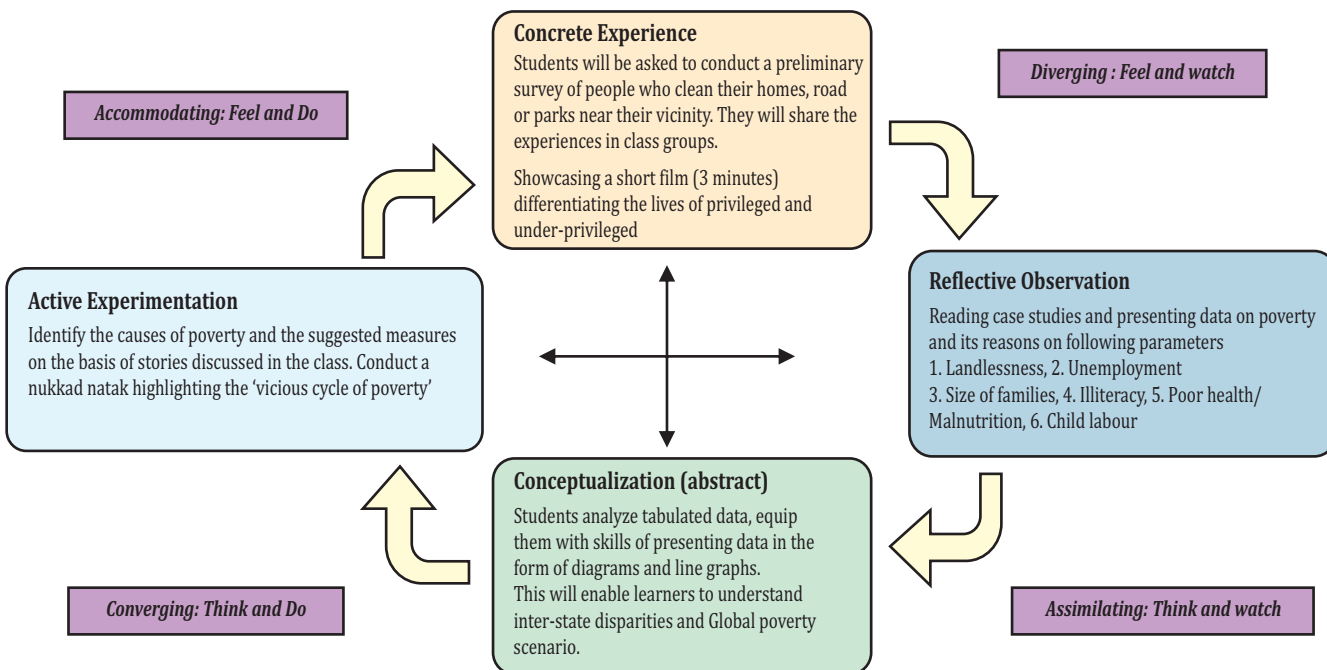 Concrete Experience
Students will be asked to conduct a preliminary
survey of people who clean their homes, road
or parks near their vicinity. They will share the
experiences in class groups.
Showcasing a short film (3 minutes)
differentiating the lives of privileged and
under-privileged
Diverging : Feel and watch
Accommodating: Feel and Do
Active Experimentation
Identify the causes of poverty and the suggested measures
on the basis of stories discussed in the class. Conduct a
nukkad natak highlighting the ‘vicious cycle of poverty’
Reflective Observation
Reading case studies and presenting data on poverty
and its reasons on following parameters
1. Landlessness, 2. Unemployment
3. Size of families, 4. Illiteracy, 5. Poor health/
Malnutrition, 6. Child labour
Conceptualization (abstract)
Students analyze tabulated data, equip
them with skills of presenting data in the
form of diagrams and line graphs.
This will enable learners to understand
inter-state disparities and Global poverty
scenario.
Converging: Think and Do
Assimilating: Think and watch